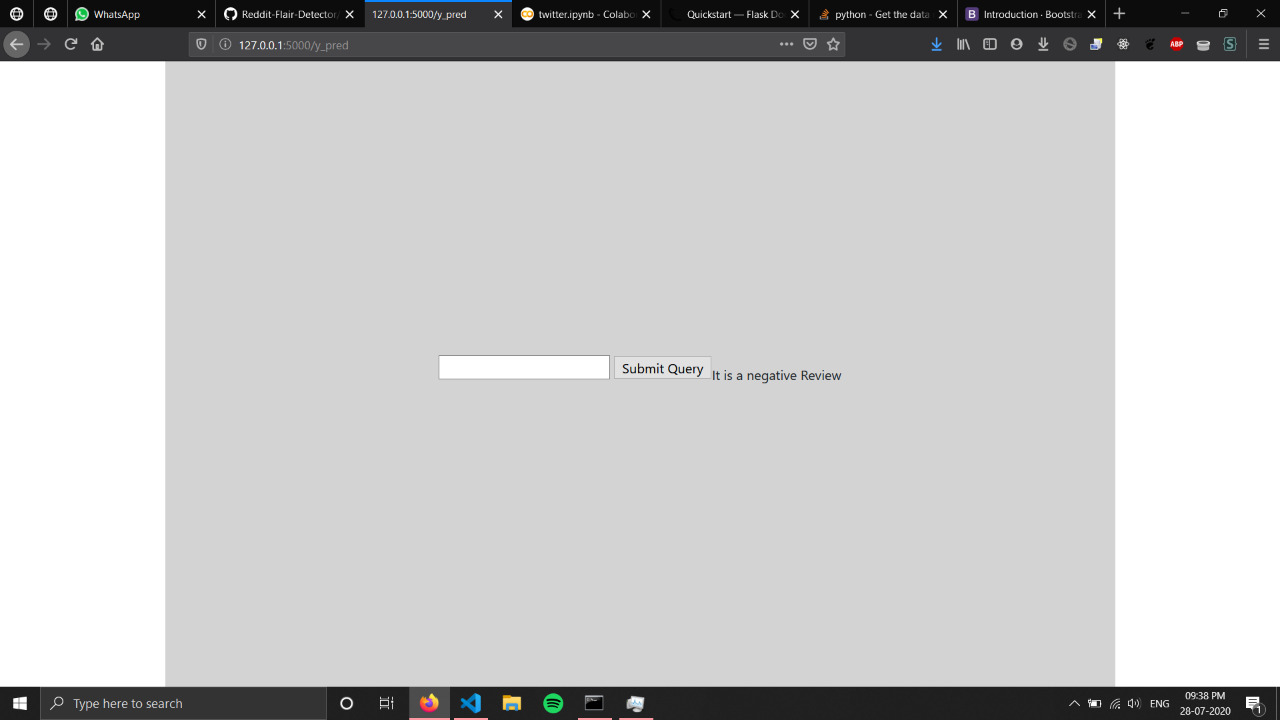 WhatsApp
Reddit-Flair-Detector/
127.0.0.1:5000/y_pred
twitter.ipynb - Colabo
Quickstart — Flask Do
python - Get the data
Introduction · Bootstra
127.0.0.1:5000/y_pred
ABP
Submit Query
It is a negative Review
Type here to search
ENG
09:38 PM
28-07-2020
1